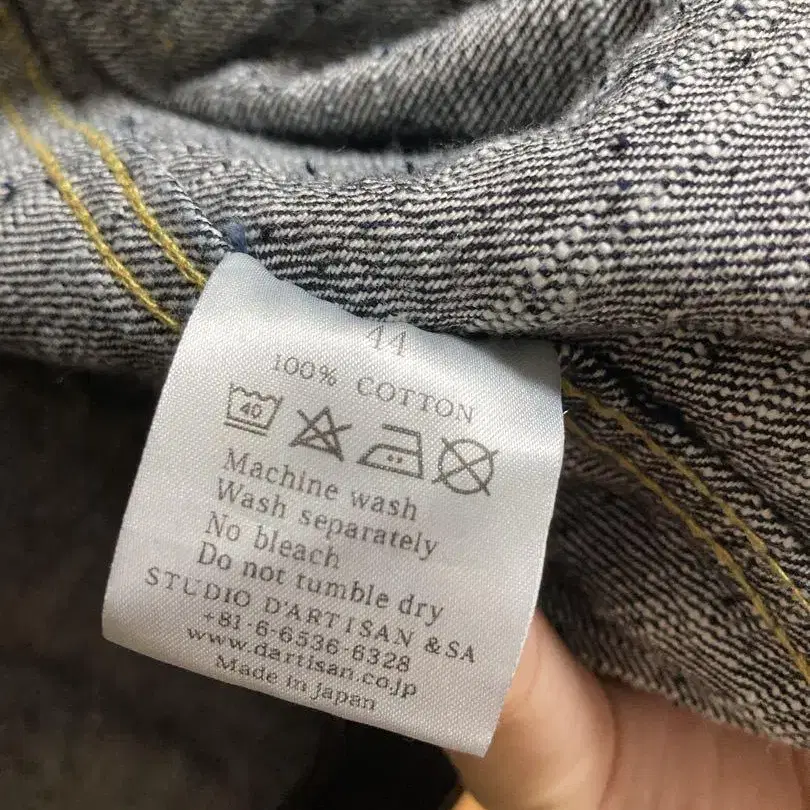 44
100% COTTON
40
Machine wash
Wash separately
No bleach
Do not tumble dry
STUDIO D'ARTISAN &SA
+81-6-6536-6328
www.dartisan.co.jp
Made in japan